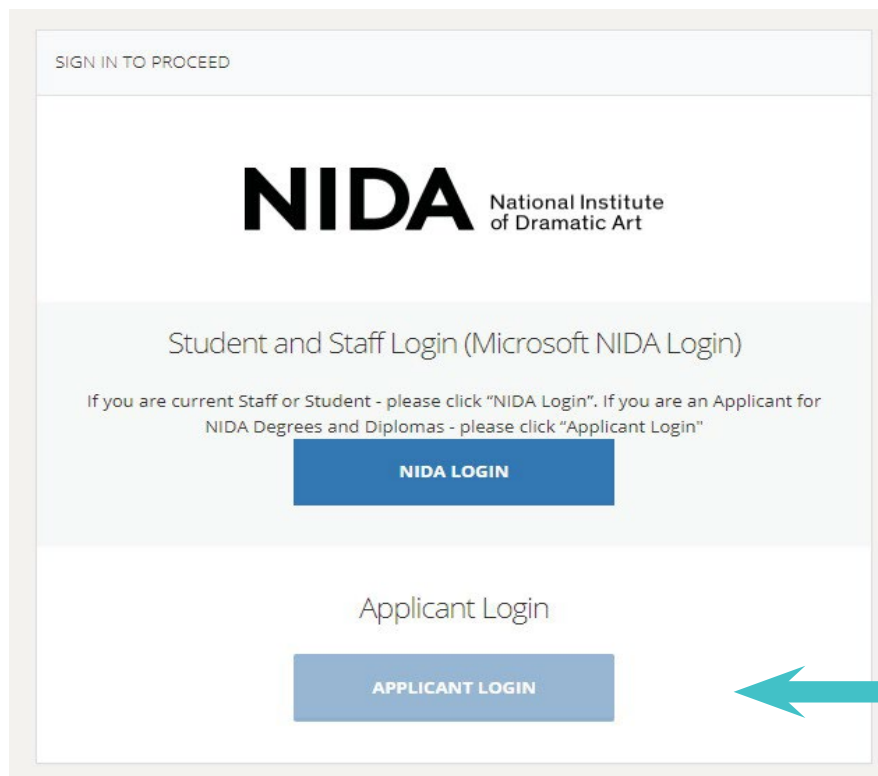 SIGN IN TO PROCEED
NIDA National Institute
of Dramatic Art
Student and Staff Login (Microsoft NIDA Login)
If you are current Staff or Student - please click “NIDA Login”. If you are an Applicant for
NIDA Degrees and Diplomas - please click “Applicant Login"
NIDA LOGIN
Applicant Login
APPLICANT LOGIN